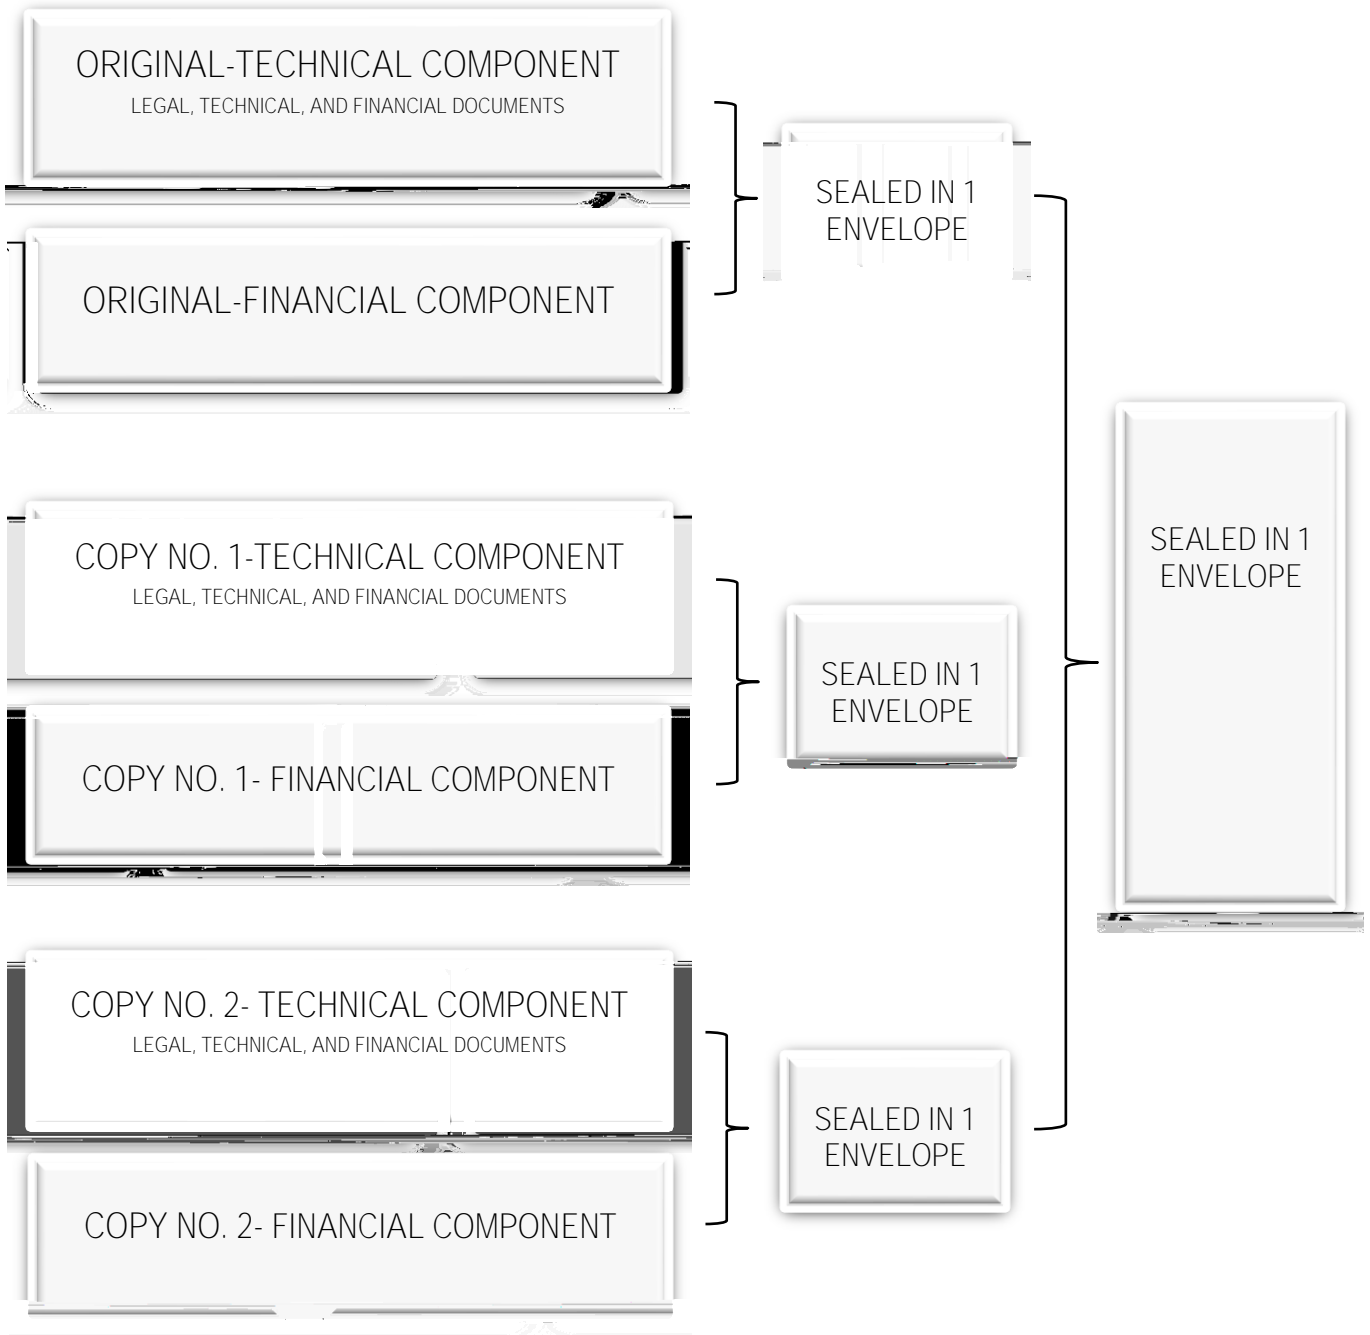 ORIGINAL-TECHNICAL COMPONENT
LEGAL, TECHNICAL, AND FINANCIAL DOCUMENTS
ORIGINAL-FINANCIAL COMPONENT
SEALED IN 1
ENVELOPE
COPY NO. 1-TECHNICAL COMPONENT
LEGAL, TECHNICAL, AND FINANCIAL DOCUMENTS
COPY NO. 1- FINANCIAL COMPONENT
SEALED IN 1
ENVELOPE
COPY NO. 2- TECHNICAL COMPONENT
LEGAL, TECHNICAL, AND FINANCIAL DOCUMENTS
COPY NO. 2- FINANCIAL COMPONENT
SEALED IN 1
ENVELOPE
SEALED IN 1
ENVELOPE